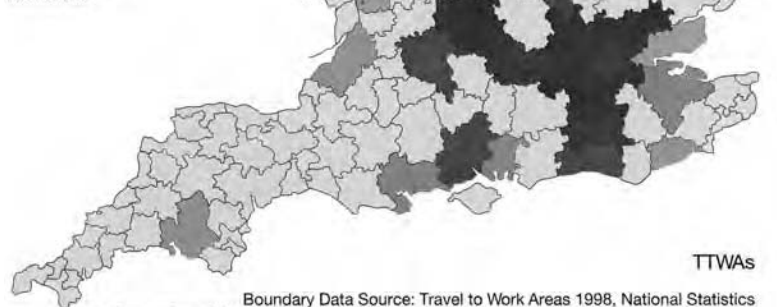 TTWAs
Boundary Data Source: Travel to Work Areas 1998, National Statistics